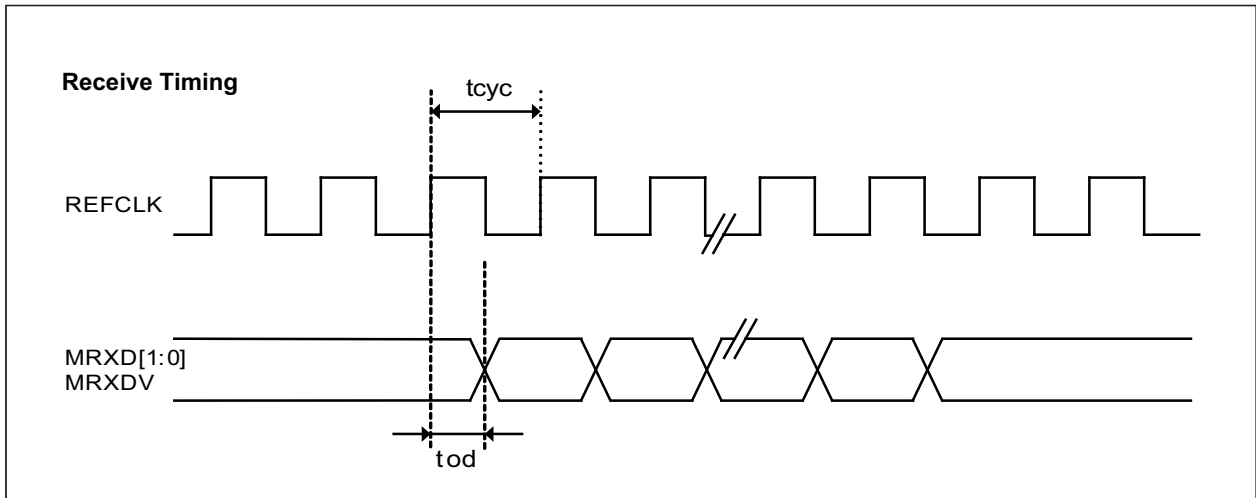 Receive Timing
tcyc
REFCLK
MRXD[1:0]
MRXDV
tod